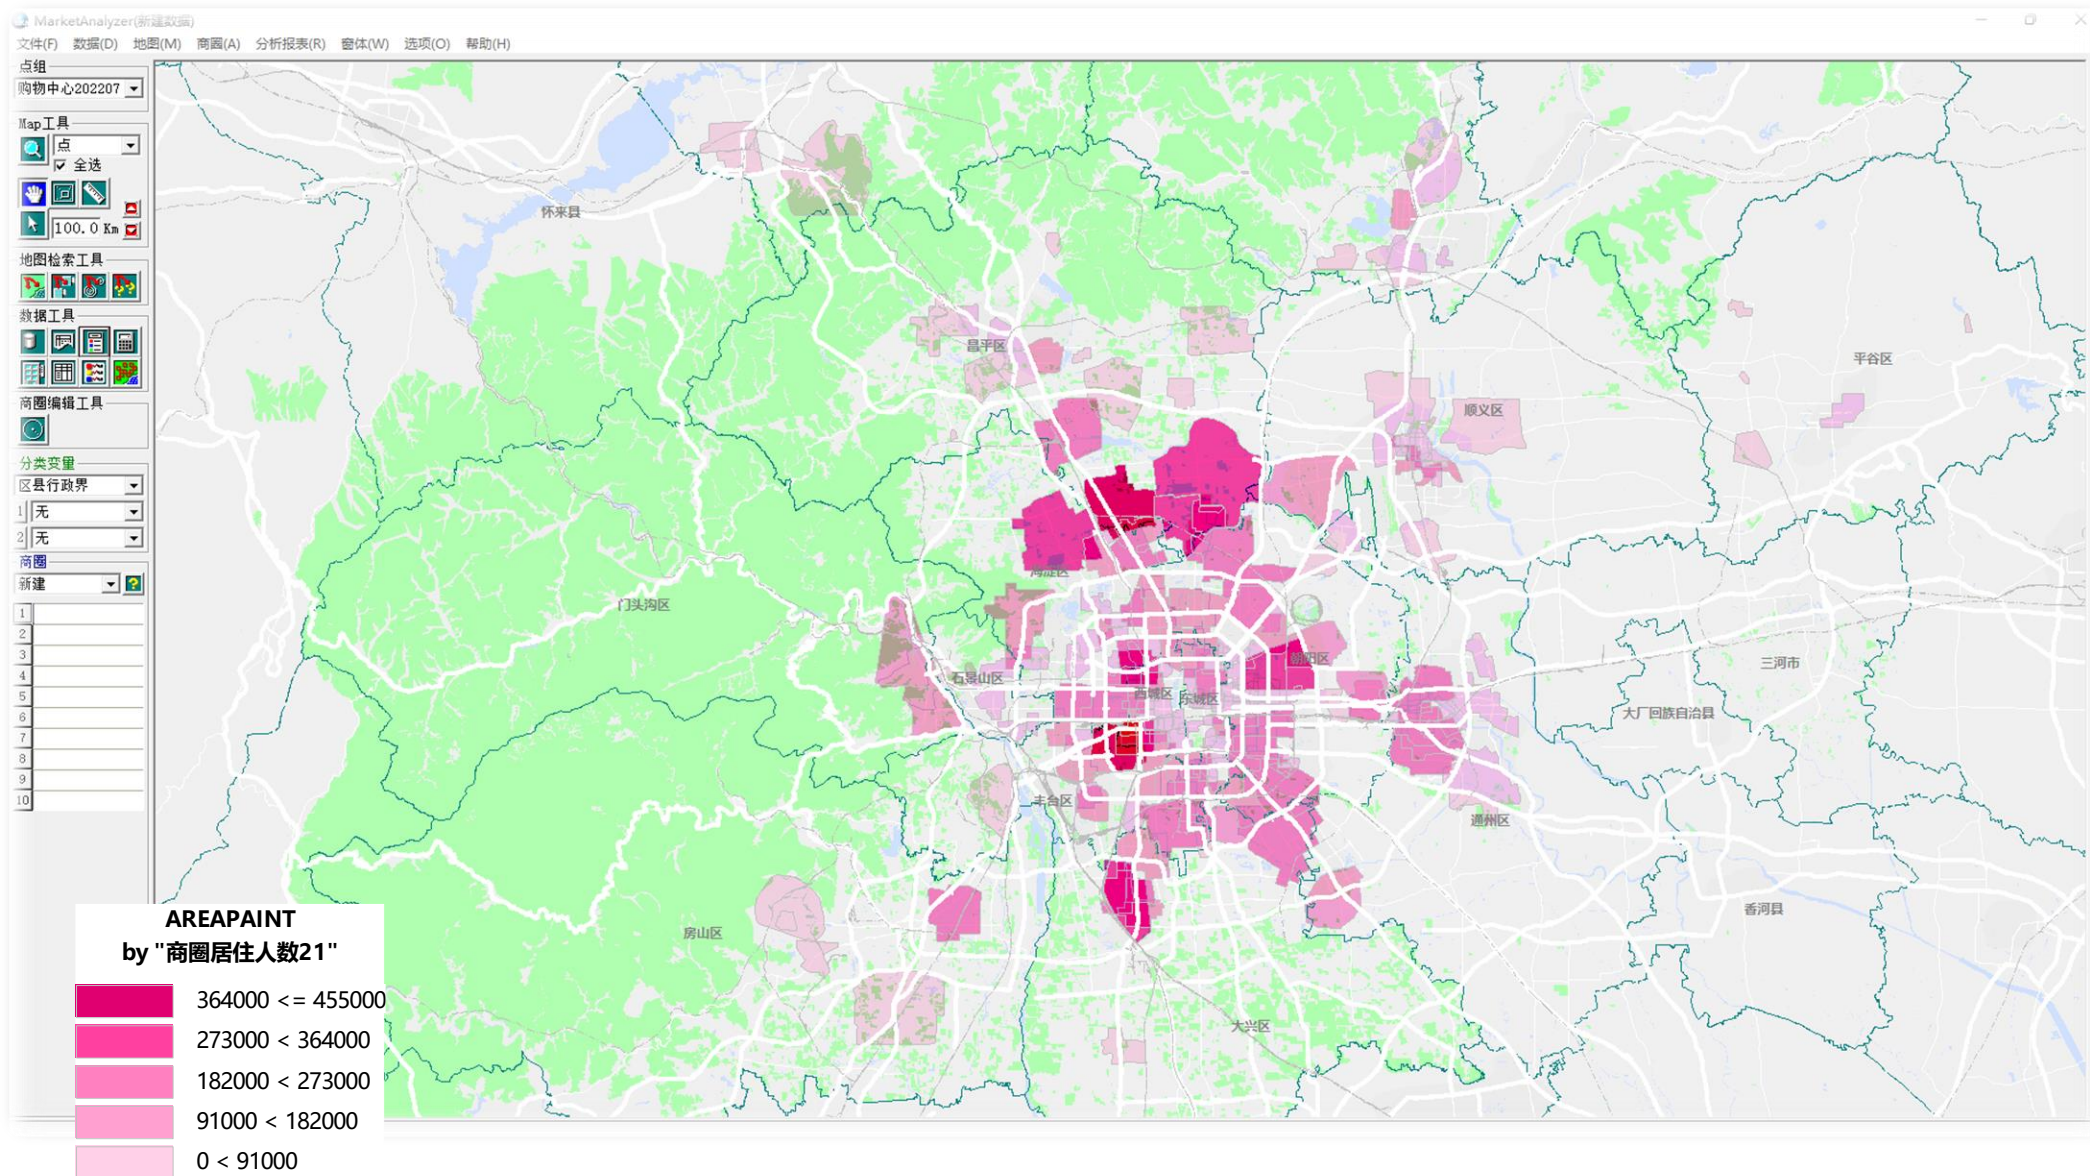 MarketAnalyzer(新建数据)
文件(F) 数据(D) 地图(M) 商圈(A) 分析报表(R) 窗体(W) 选项(O) 帮助(H)
点组
购物中心202207
Map工具
点
全选
100.0 Km
地图检索工具
数据工具
商圈编辑工具
分类变量
区县行政界
1 无
2 无
商圈
新建
1
2
3
4
5
6
7
8
9
10
怀来县
昌平区
平谷区
顺义区
海淀区
门头沟区
朝阳区
三河市
石景山区
西城区
东城区
大厂回族自治县
丰台区
通州区
香河县
房山区
大兴区
AREAPAINT
by "商圈居住人数21"
364000 <= 455000
273000 < 364000
182000 < 273000
91000 < 182000
0 < 91000